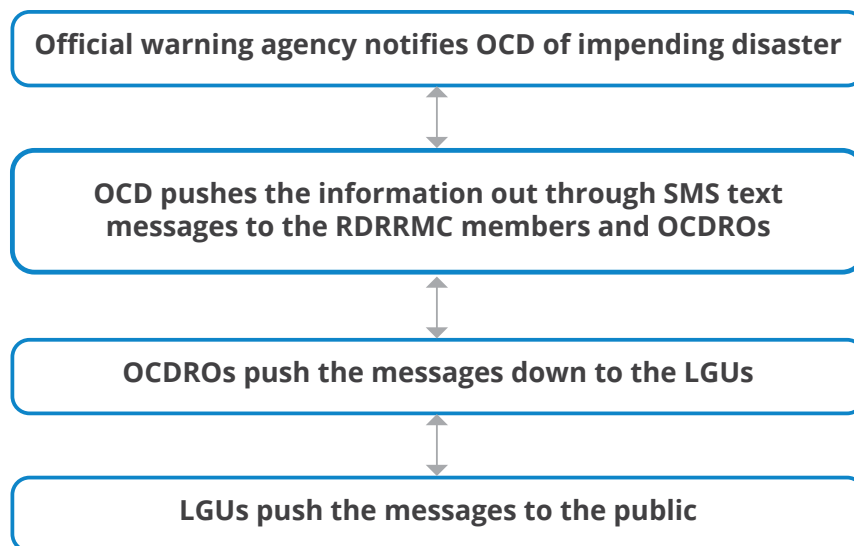 Official warning agency notifies OCD of impending disaster
OCD pushes the information out through SMS text
messages to the RDRRMC members and OCDROs
OCDROs push the messages down to the LGUs
LGUs push the messages to the public